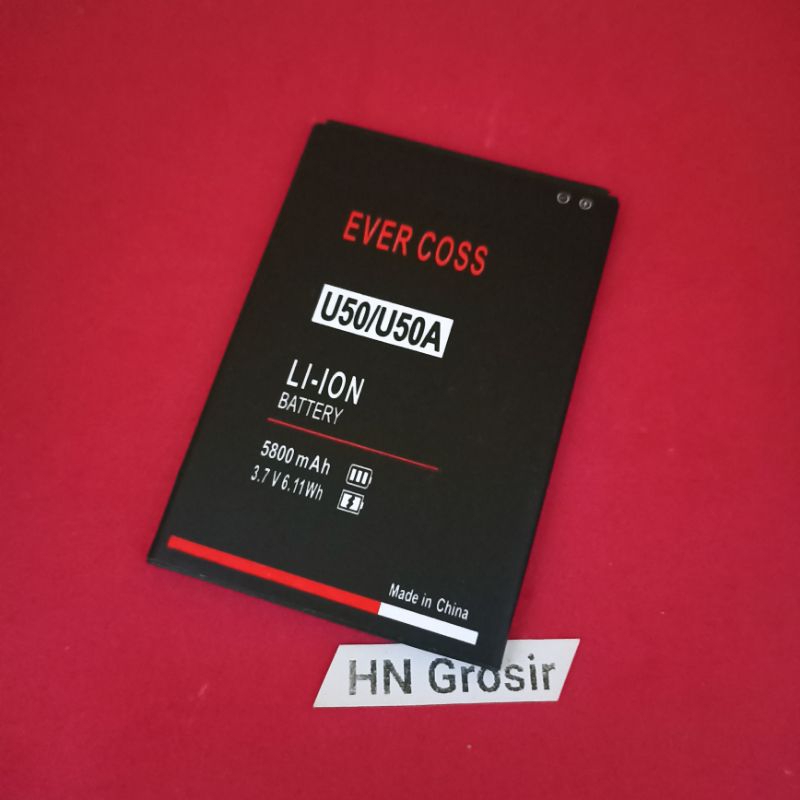 EVER COSS
U50/U50A
LI-ION
BATTERY
5800 mAh
3.7 V 6.11Wh
Made in China
HN Grosir